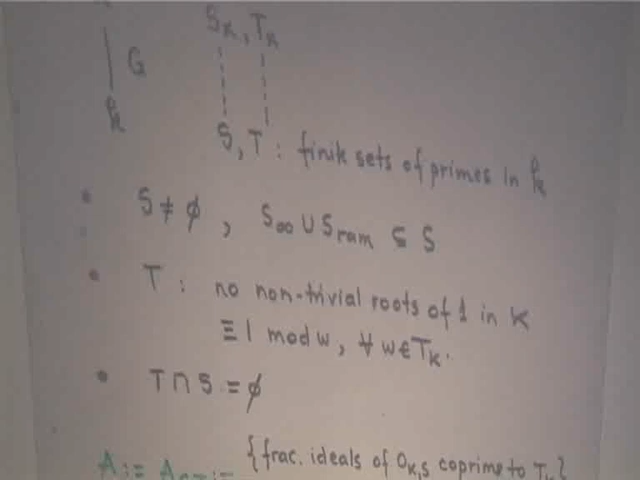 S_K, T_K
G
k
S, T : finite sets of primes in k
• S ≠ ∅ , S_∞ ∪ S_ram ⊆ S
• T : no non-trivial roots of 1 in K
≡ 1 mod w, ∀ w ∈ T_K.
• T ∩ S = ∅
{frac. ideals of O_K,S coprime to T_K}
A :=